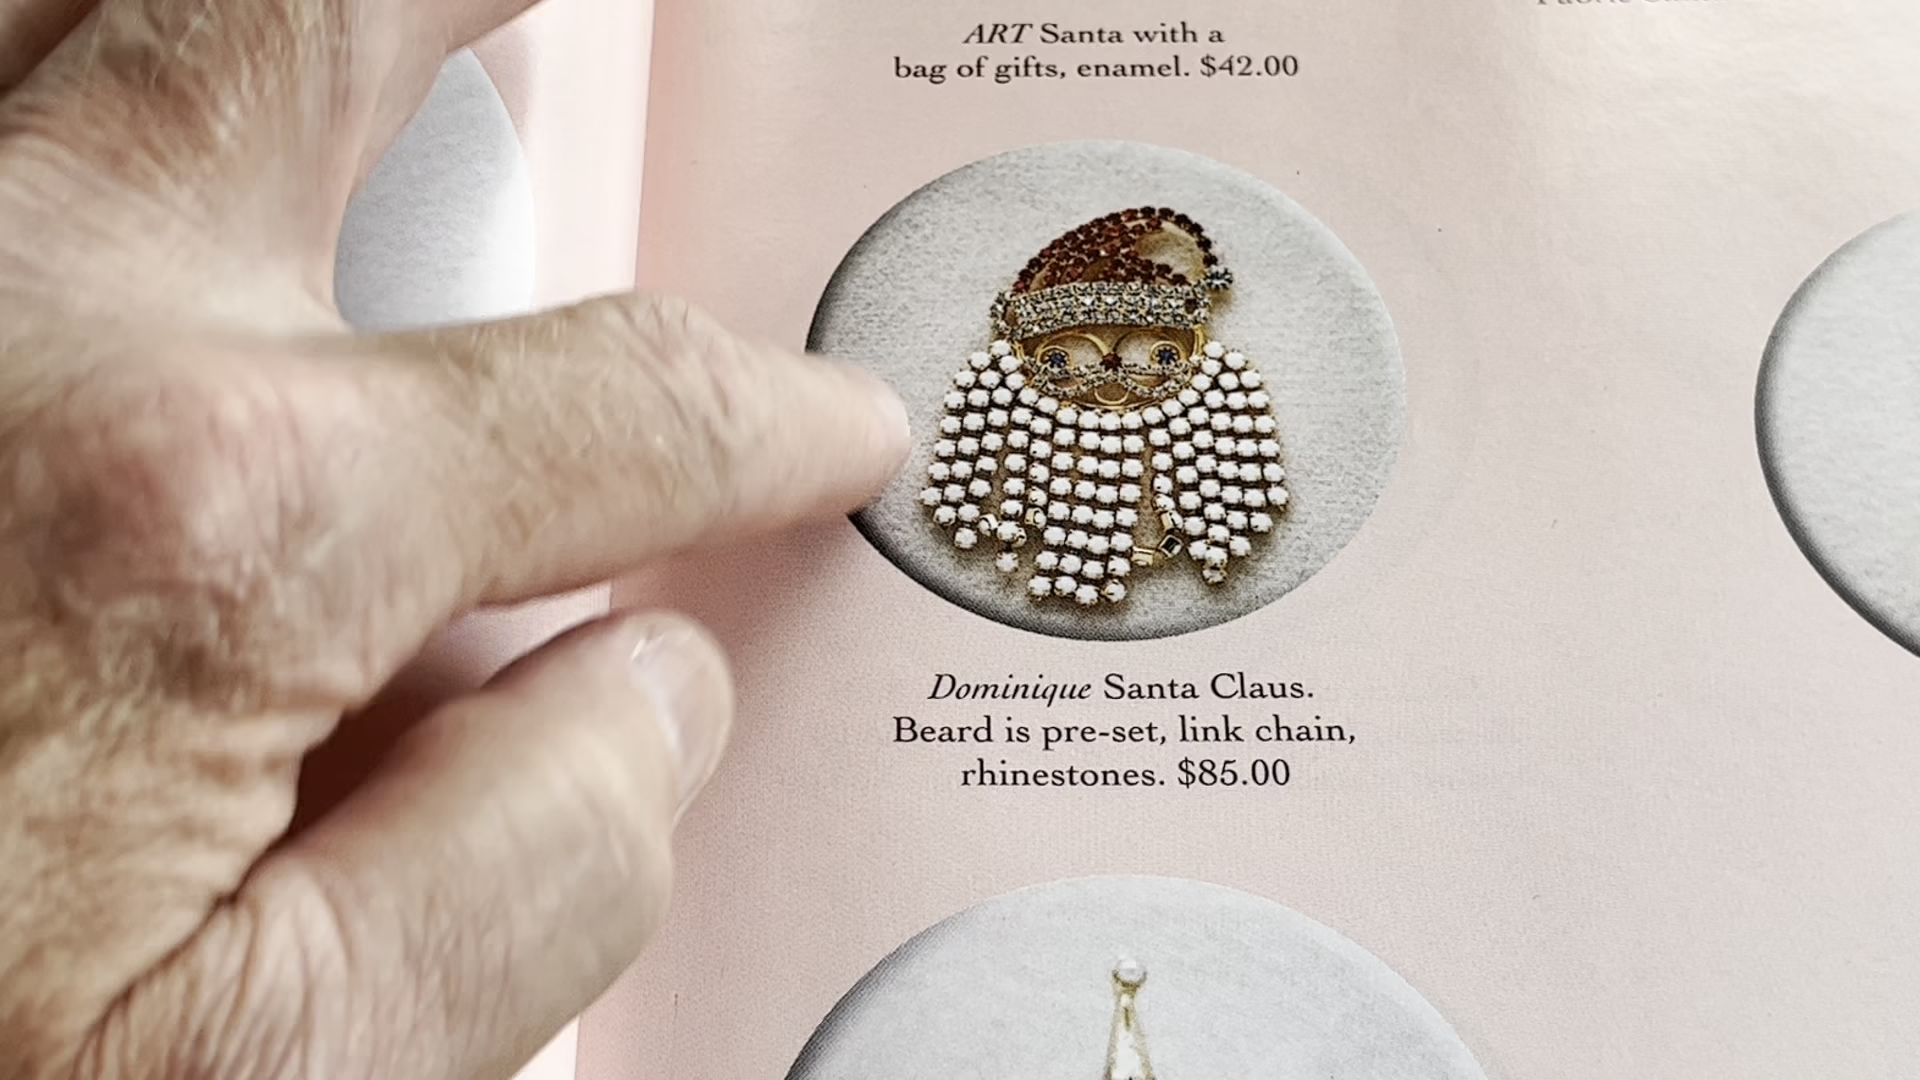 ART Santa with a
bag of gifts, enamel. $42.00
Dominique Santa Claus.
Beard is pre-set, link chain,
rhinestones. $85.00